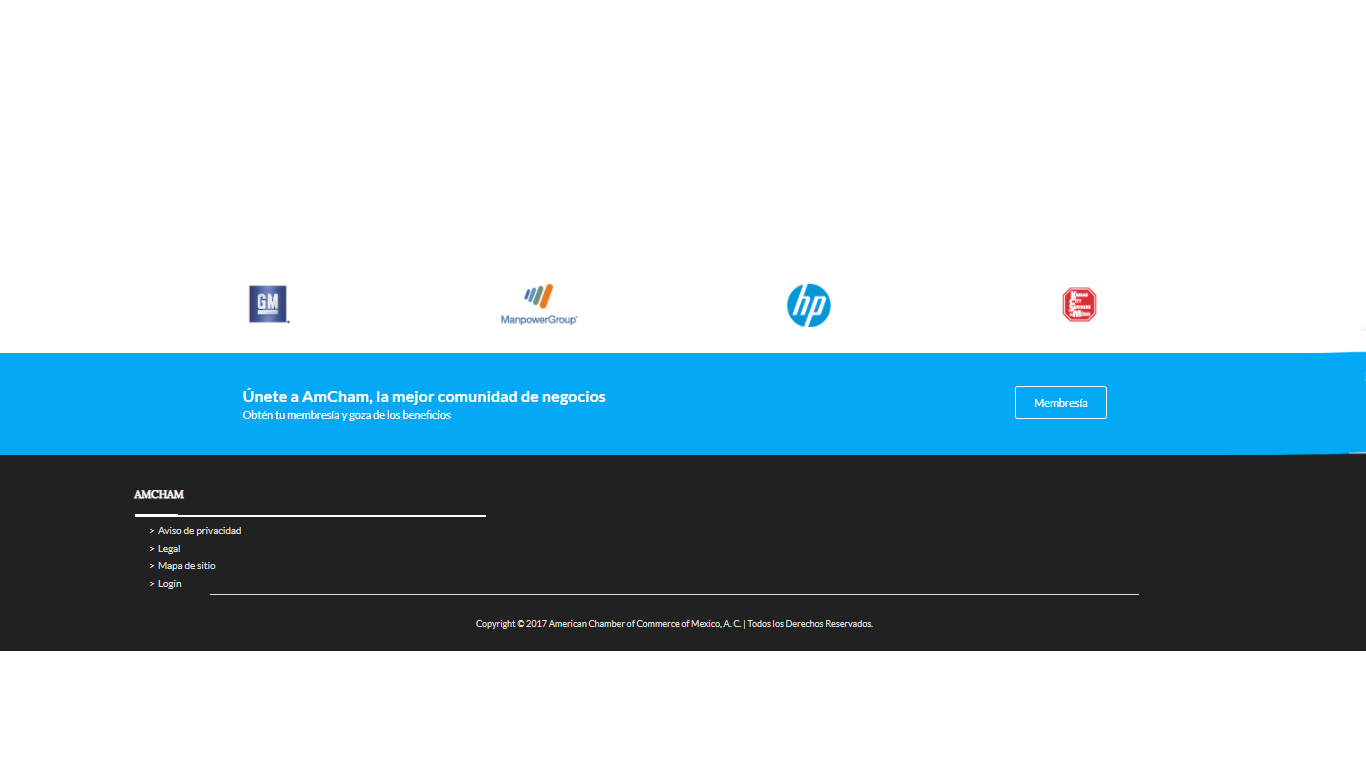 GM
ManpowerGroup
hp
Únete a AmCham, la mejor comunidad de negocios
Obtén tu membresía y goza de los beneficios
Membresía
AMCHAM
> Aviso de privacidad
> Legal
> Mapa de sitio
> Login
Copyright © 2017 American Chamber of Commerce of Mexico, A. C. | Todos los Derechos Reservados.